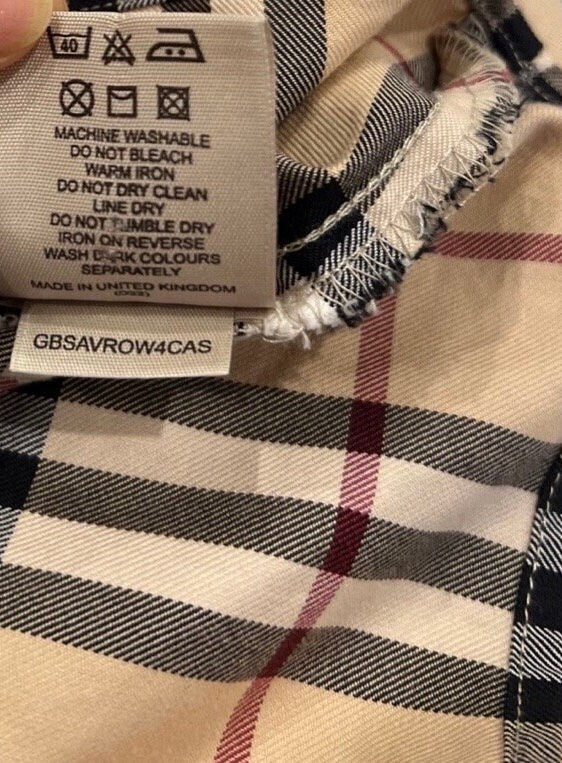 40
MACHINE WASHABLE
DO NOT BLEACH
WARM IRON
DO NOT DRY CLEAN
LINE DRY
DO NOT TUMBLE DRY
IRON ON REVERSE
WASH DARK COLOURS
SEPARATELY
MADE IN UNITED KINGDOM
GBSAVROW4CAS